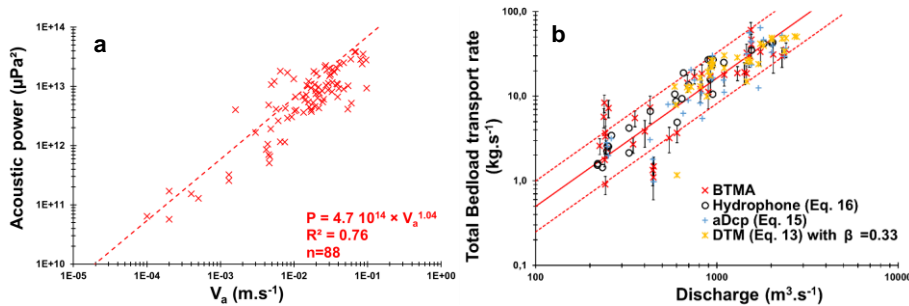 a
Acoustic power (µPa²)
1E+14
1E+13
1E+12
1E+11
1E+10
1E-05
1E-04
1E-03
1E-02
1E-01
1E+00
Va (m.s⁻¹)
P = 4.7 10¹⁴ × Va^1.04
R² = 0.76
n=88
b
Total Bedload transport rate
(kg.s⁻¹)
100,0
10,0
1,0
0,1
100
1000
10000
Discharge (m³.s⁻¹)
BTMA
Hydrophone (Eq. 16)
aDcp (Eq. 15)
DTM (Eq. 13) with β =0.33